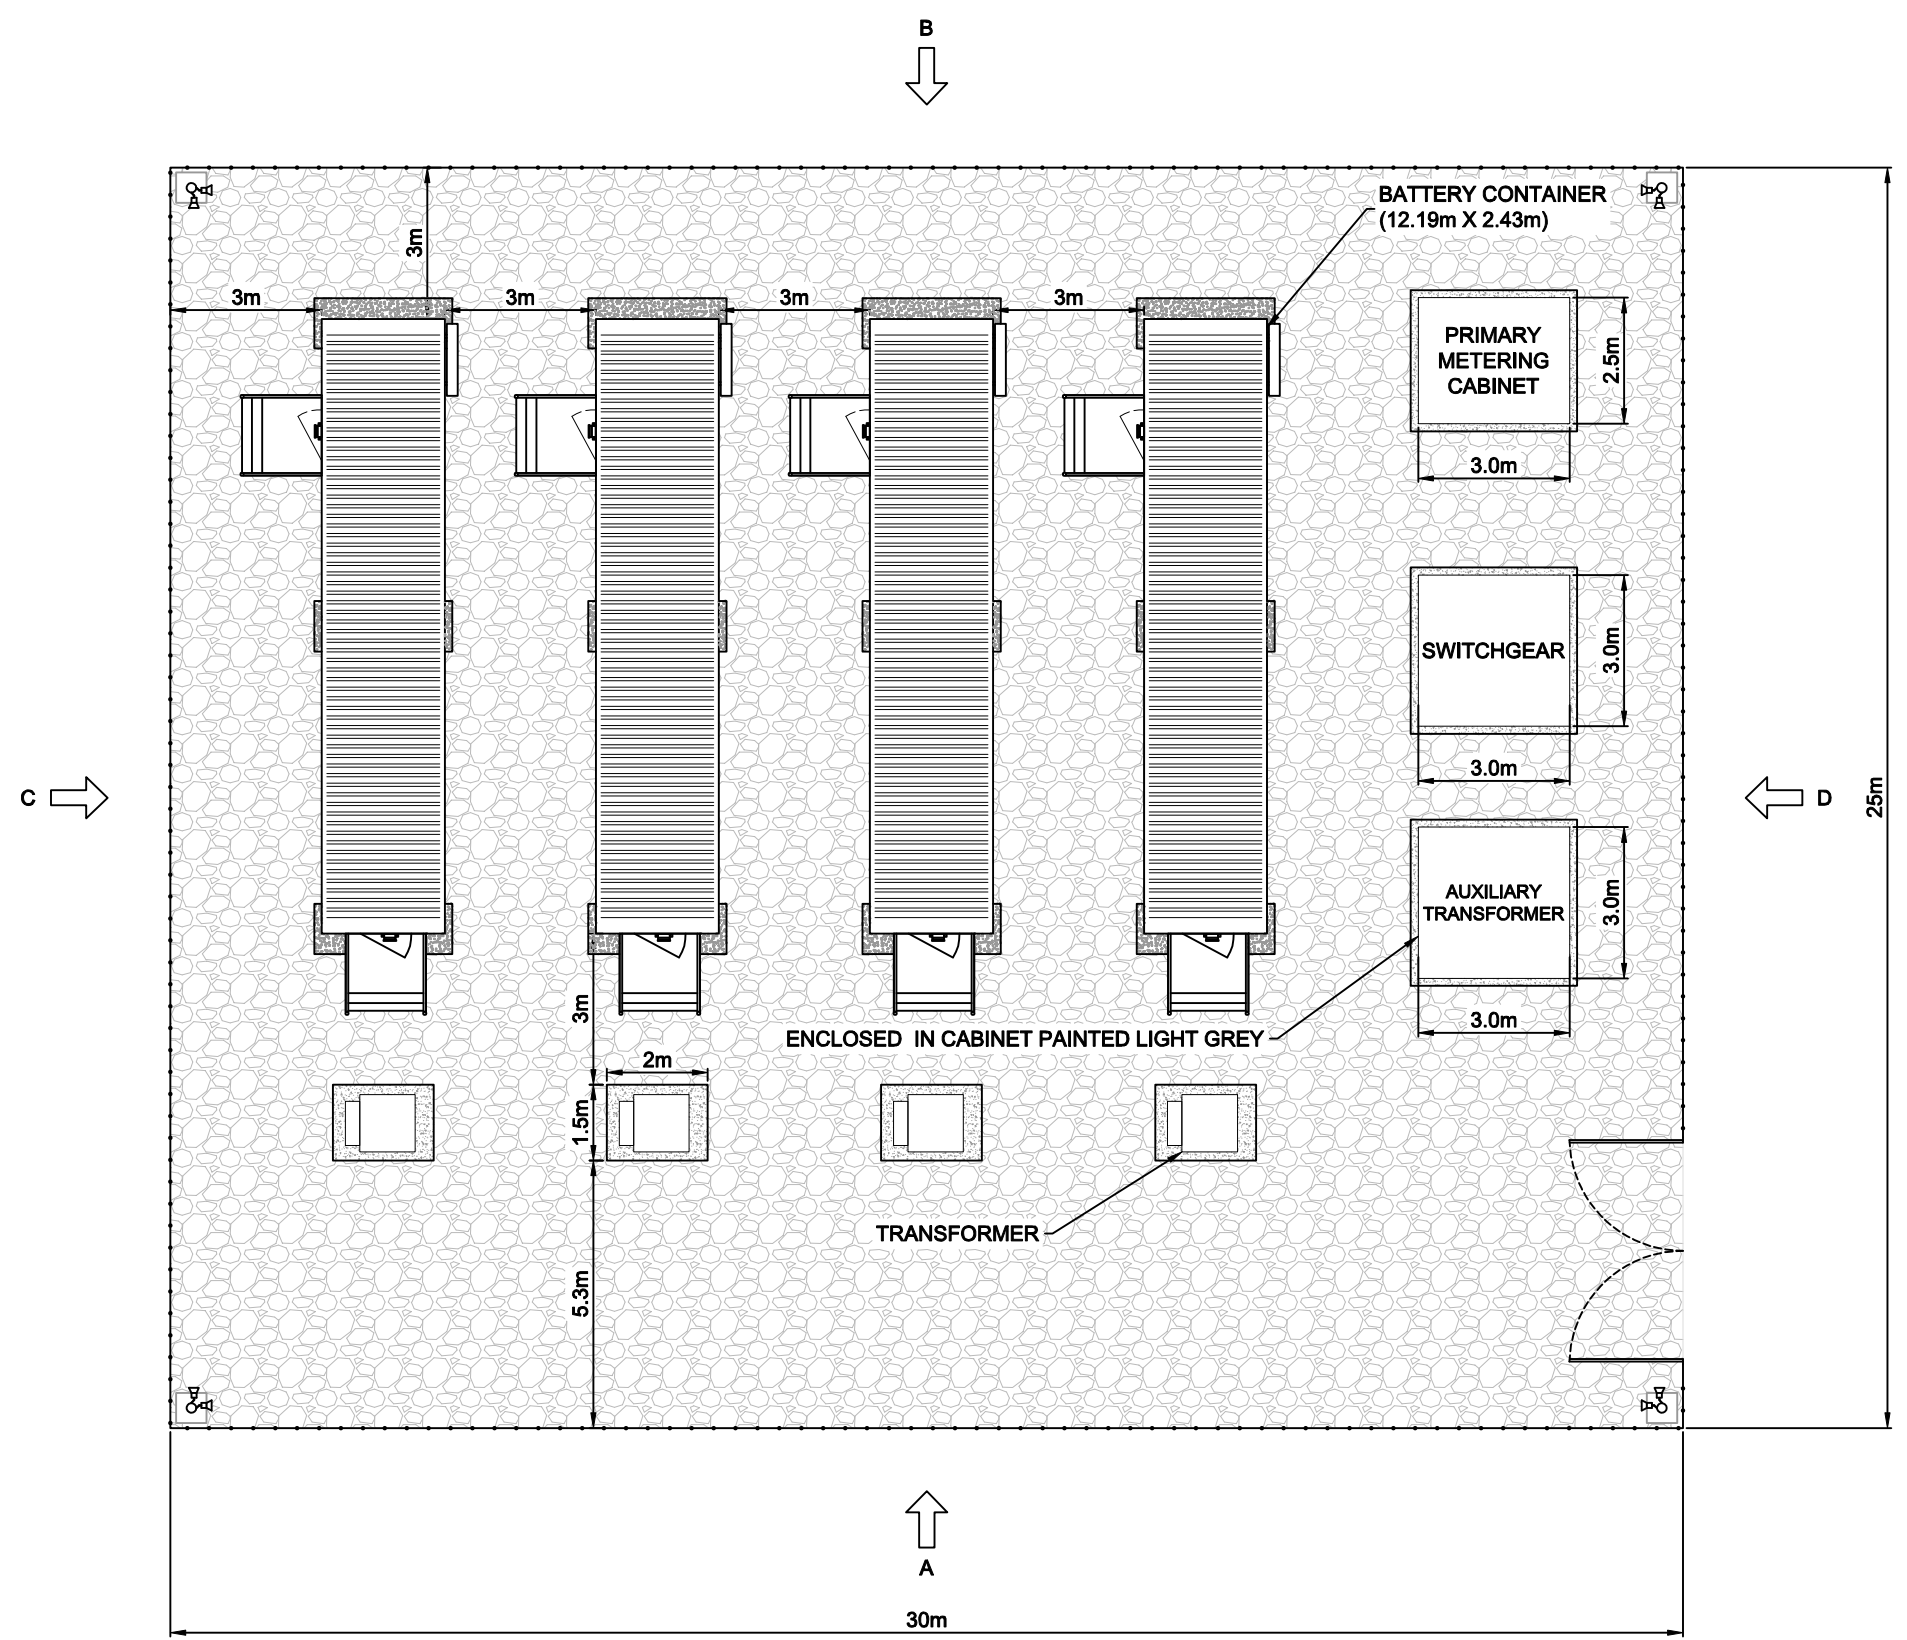 B
BATTERY CONTAINER
(12.19m X 2.43m)
3m
3m
3m
3m
3m
PRIMARY
METERING
CABINET
2.5m
3.0m
SWITCHGEAR
3.0m
3.0m
C
D
25m
AUXILIARY
TRANSFORMER
3.0m
3.0m
3m
ENCLOSED IN CABINET PAINTED LIGHT GREY
2m
1.5m
TRANSFORMER
5.3m
A
30m